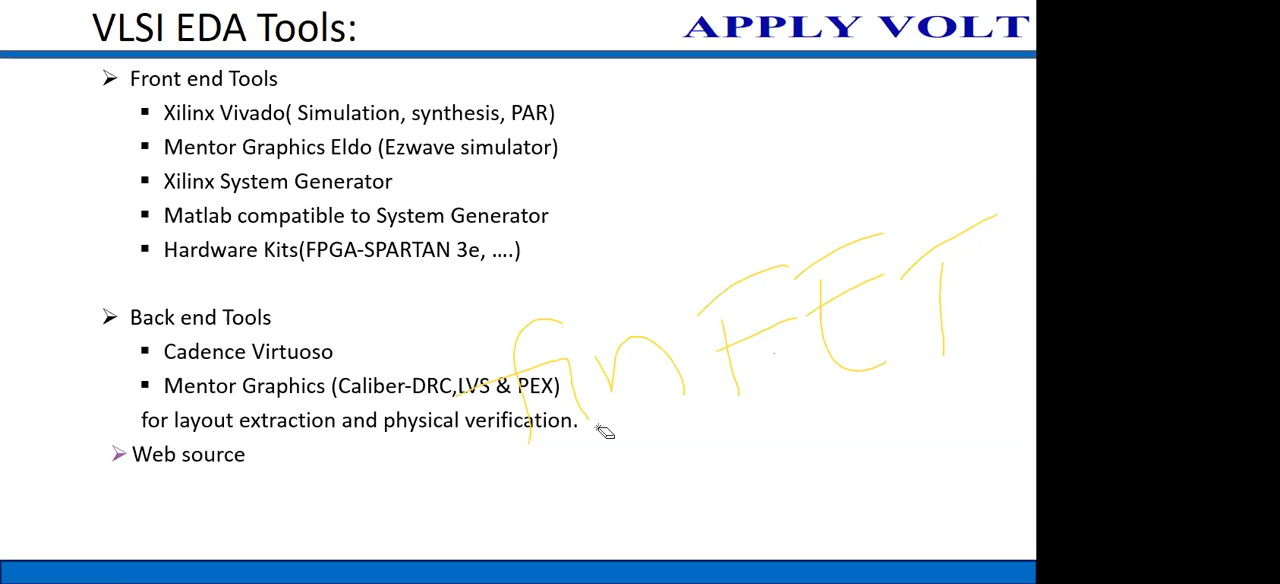 VLSI EDA Tools:
APPLY VOLT
Front end Tools
Xilinx Vivado( Simulation, synthesis, PAR)
Mentor Graphics Eldo (Ezwave simulator)
Xilinx System Generator
Matlab compatible to System Generator
Hardware Kits(FPGA-SPARTAN 3e, ....)
finFET
Back end Tools
Cadence Virtuoso
Mentor Graphics (Caliber-DRC,LVS & PEX)
for layout extraction and physical verification.
Web source